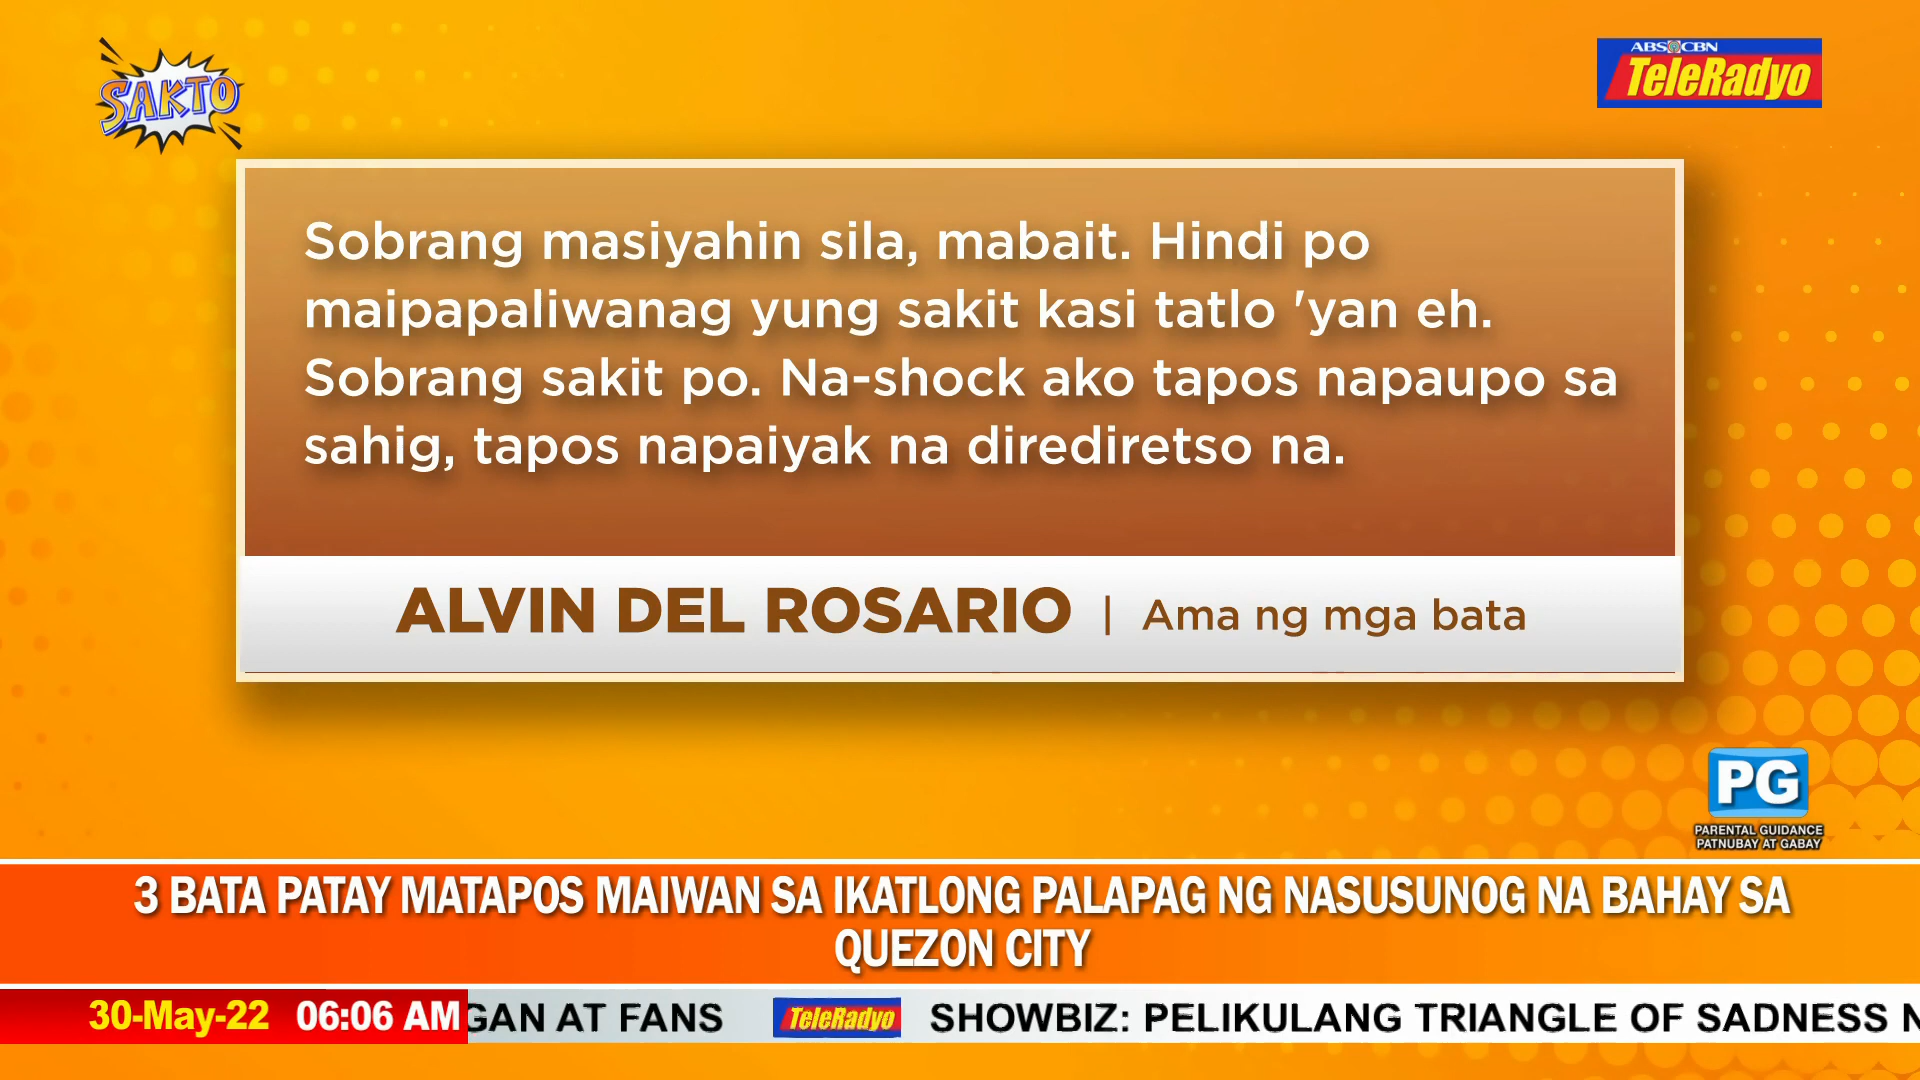 SAKTO
ABS-CBN
TeleRadyo
Sobrang masiyahin sila, mabait. Hindi po
maipapaliwanag yung sakit kasi tatlo 'yan eh.
Sobrang sakit po. Na-shock ako tapos napaupo sa
sahig, tapos napaiyak na dirediretso na.
ALVIN DEL ROSARIO | Ama ng mga bata
PG
PARENTAL GUIDANCE
PATNUBAY AT GABAY
3 BATA PATAY MATAPOS MAIWAN SA IKATLONG PALAPAG NG NASUSUNOG NA BAHAY SA
QUEZON CITY
30-May-22 06:06 AM GAN AT FANS TeleRadyo SHOWBIZ: PELIKULANG TRIANGLE OF SADNESS N